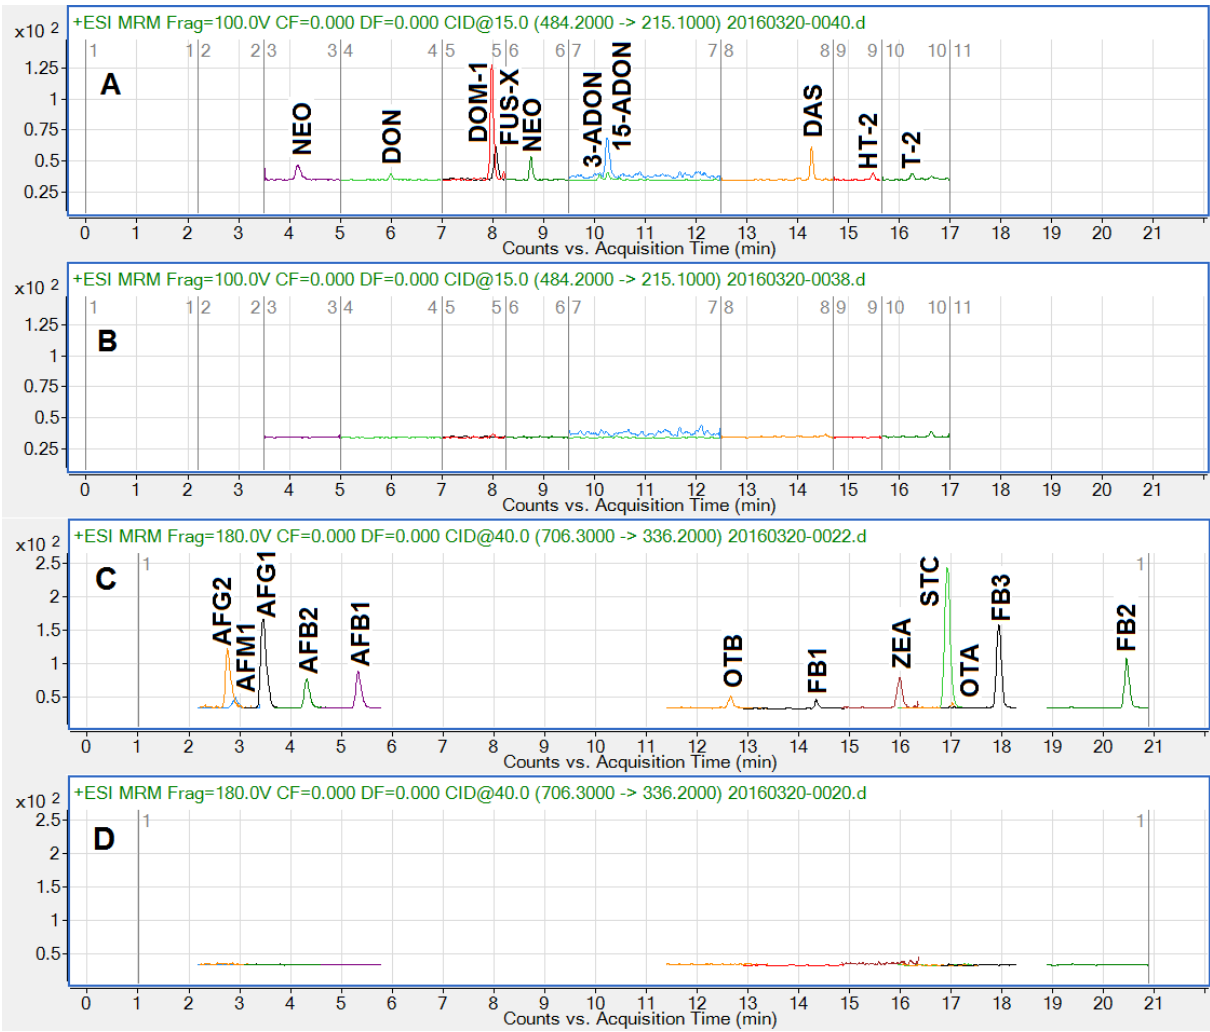 +ESI MRM Frag=100.0V CF=0.000 DF=0.000 CID@15.0 (484.2000 -> 215.1000) 20160320-0040.d
x10 2
1 1 2 2 3 3 4 4 5 5 6 6 7 7 8 8 9 9 10 10 11
A
1.25
1
0.75
0.5
0.25
NEO
DON
DOM-1
FUS-X
NEO
3-ADON
15-ADON
DAS
HT-2
T-2
0 1 2 3 4 5 6 7 8 9 10 11 12 13 14 15 16 17 18 19 20 21
Counts vs. Acquisition Time (min)
+ESI MRM Frag=100.0V CF=0.000 DF=0.000 CID@15.0 (484.2000 -> 215.1000) 20160320-0038.d
x10 2
1 1 2 2 3 3 4 4 5 5 6 6 7 7 8 8 9 9 10 10 11
B
1.25
1
0.75
0.5
0.25
0 1 2 3 4 5 6 7 8 9 10 11 12 13 14 15 16 17 18 19 20 21
Counts vs. Acquisition Time (min)
+ESI MRM Frag=180.0V CF=0.000 DF=0.000 CID@40.0 (706.3000 -> 336.2000) 20160320-0022.d
x10 2
1 1
C
2.5
2
1.5
1
0.5
AFG2
AFM1
AFG1
AFB2
AFB1
OTB
FB1
ZEA
STC
OTA
FB3
FB2
0 1 2 3 4 5 6 7 8 9 10 11 12 13 14 15 16 17 18 19 20 21
Counts vs. Acquisition Time (min)
+ESI MRM Frag=180.0V CF=0.000 DF=0.000 CID@40.0 (706.3000 -> 336.2000) 20160320-0020.d
x10 2
1 1
D
2.5
2
1.5
1
0.5
0 1 2 3 4 5 6 7 8 9 10 11 12 13 14 15 16 17 18 19 20 21
Counts vs. Acquisition Time (min)